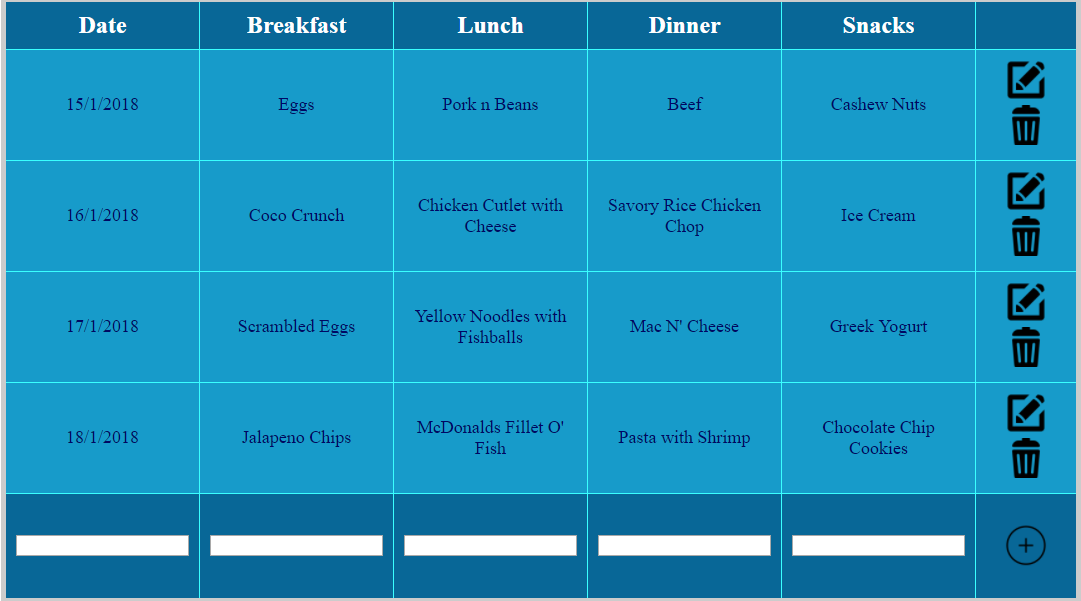 Date Breakfast Lunch Dinner Snacks
15/1/2018 Eggs Pork n Beans Beef Cashew Nuts
16/1/2018 Coco Crunch Chicken Cutlet with Cheese Savory Rice Chicken Chop Ice Cream
17/1/2018 Scrambled Eggs Yellow Noodles with Fishballs Mac N' Cheese Greek Yogurt
18/1/2018 Jalapeno Chips McDonalds Fillet O' Fish Pasta with Shrimp Chocolate Chip Cookies